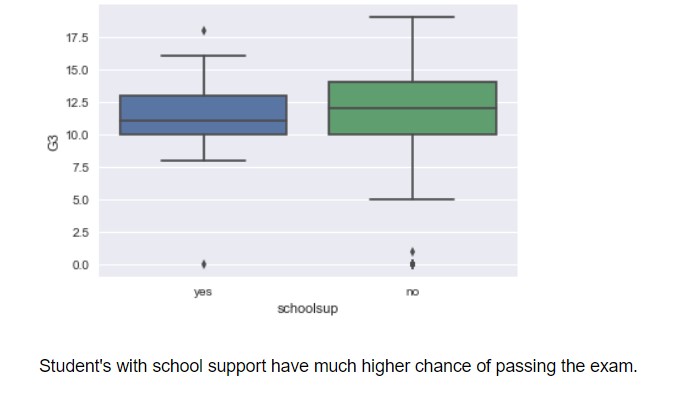 17.5
15.0
12.5
10.0
7.5
5.0
2.5
0.0
G3
yes no
schoolsup
Student's with school support have much higher chance of passing the exam.